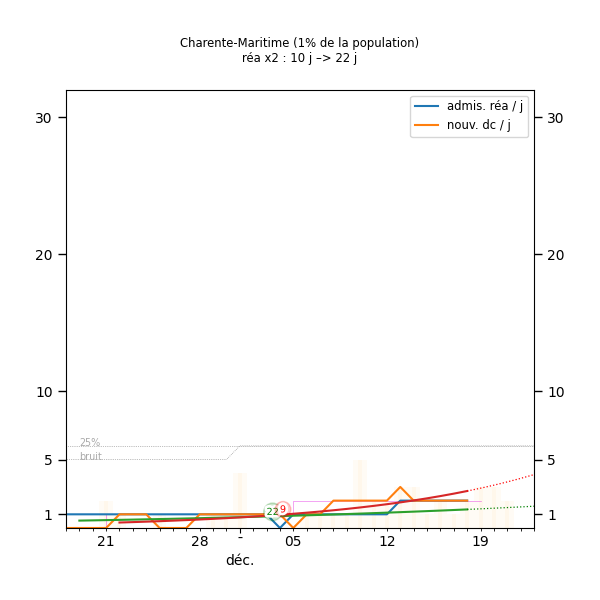 Charente-Maritime (1% de la population)
réa x2 : 10 j –> 22 j
admis. réa / j
nouv. dc / j
30 30
20 20
10 10
25%
bruit
5 5
22 9
1 1
21 28 - 05 12 19
déc.